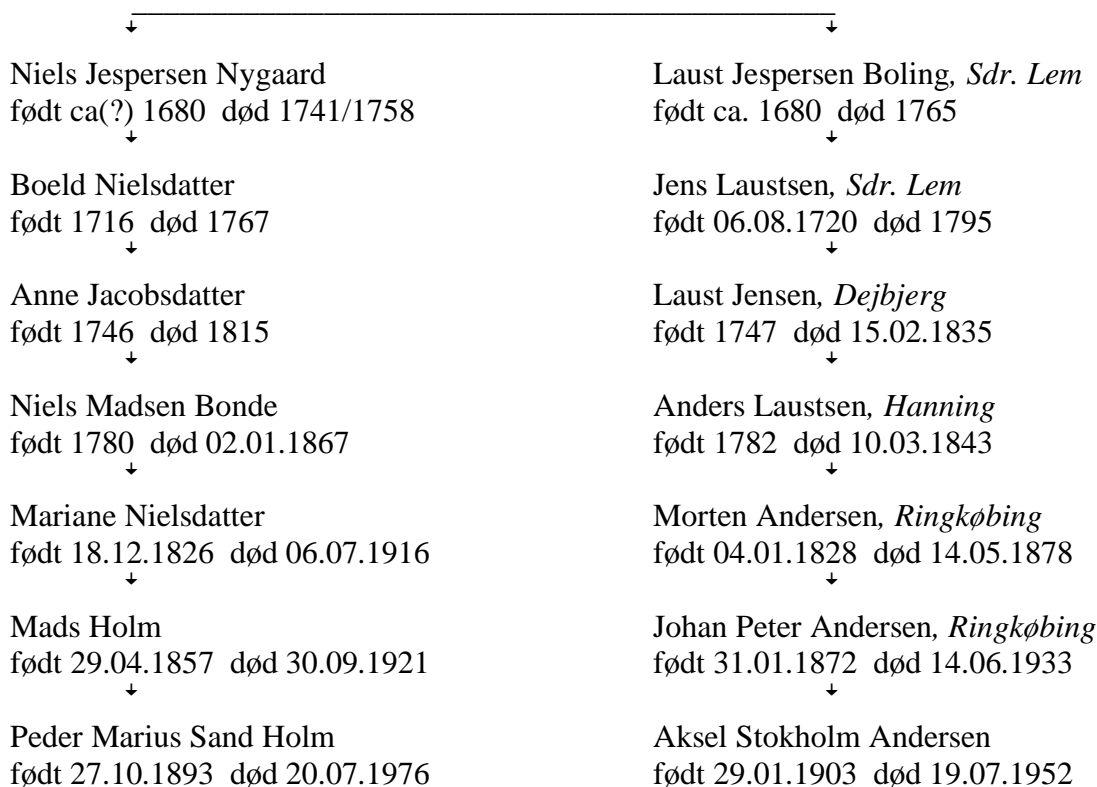 Niels Jespersen Nygaard
født ca(?) 1680 død 1741/1758
Boeld Nielsdatter
født 1716 død 1767
Anne Jacobsdatter
født 1746 død 1815
Niels Madsen Bonde
født 1780 død 02.01.1867
Mariane Nielsdatter
født 18.12.1826 død 06.07.1916
Mads Holm
født 29.04.1857 død 30.09.1921
Peder Marius Sand Holm
født 27.10.1893 død 20.07.1976
Laust Jespersen Boling, Sdr. Lem
født ca. 1680 død 1765
Jens Laustsen, Sdr. Lem
født 06.08.1720 død 1795
Laust Jensen, Dejbjerg
født 1747 død 15.02.1835
Anders Laustsen, Hanning
født 1782 død 10.03.1843
Morten Andersen, Ringkøbing
født 04.01.1828 død 14.05.1878
Johan Peter Andersen, Ringkøbing
født 31.01.1872 død 14.06.1933
Aksel Stokholm Andersen
født 29.01.1903 død 19.07.1952